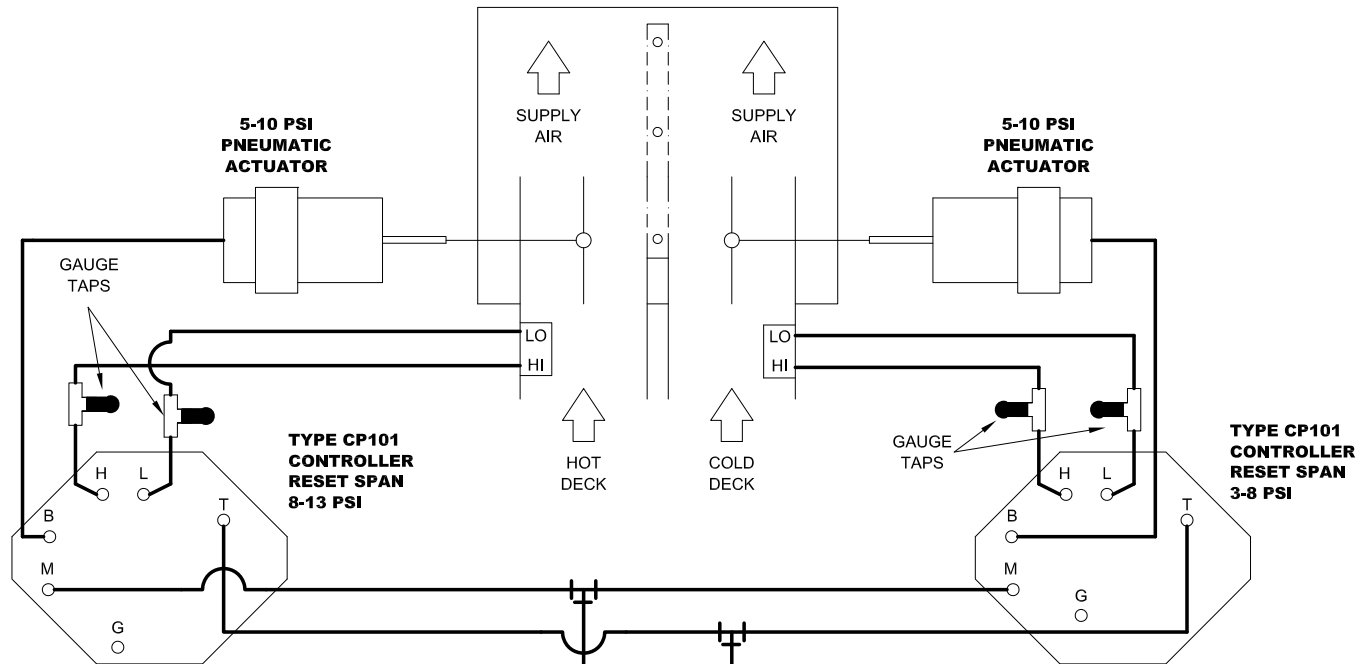 SUPPLY
AIR
SUPPLY
AIR
5-10 PSI
PNEUMATIC
ACTUATOR
5-10 PSI
PNEUMATIC
ACTUATOR
GAUGE
TAPS
LO
HI
LO
HI
TYPE CP101
CONTROLLER
RESET SPAN
8-13 PSI
HOT
DECK
COLD
DECK
GAUGE
TAPS
TYPE CP101
CONTROLLER
RESET SPAN
3-8 PSI
H
L
T
B
M
G
H
L
T
B
M
G